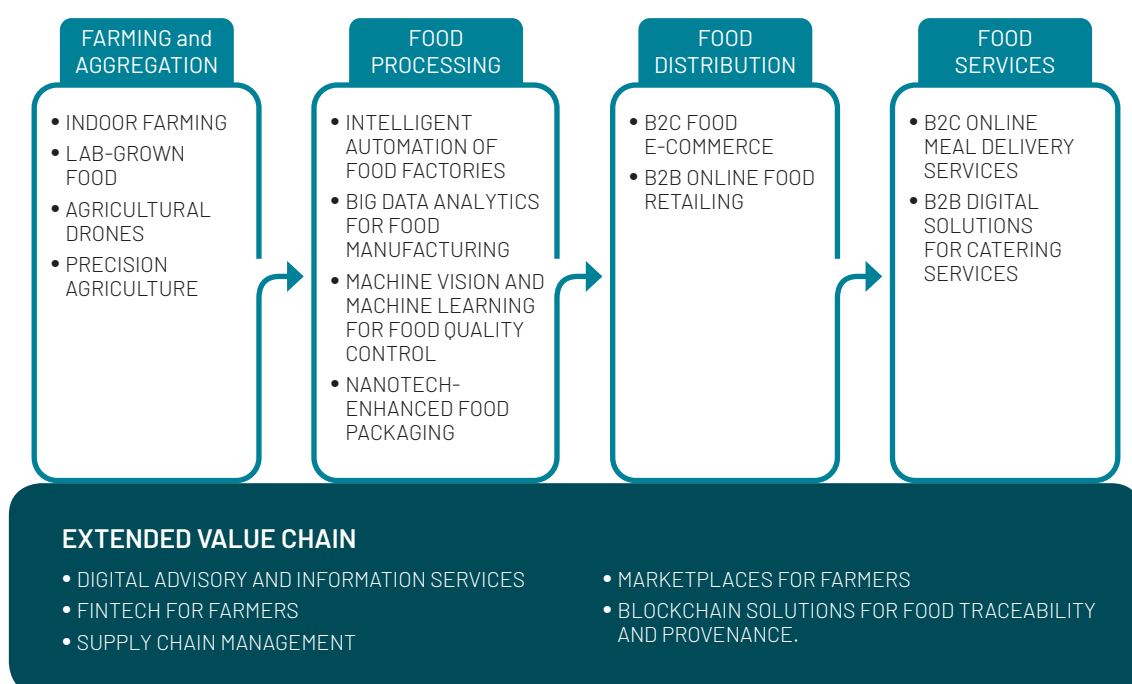 FARMING and
AGGREGATION
• INDOOR FARMING
• LAB-GROWN
FOOD
• AGRICULTURAL
DRONES
• PRECISION
AGRICULTURE
FOOD
PROCESSING
• INTELLIGENT
AUTOMATION OF
FOOD FACTORIES
• BIG DATA ANALYTICS
FOR FOOD
MANUFACTURING
• MACHINE VISION AND
MACHINE LEARNING
FOR FOOD QUALITY
CONTROL
• NANOTECH-
ENHANCED FOOD
PACKAGING
FOOD
DISTRIBUTION
• B2C FOOD
E-COMMERCE
• B2B ONLINE FOOD
RETAILING
FOOD
SERVICES
• B2C ONLINE
MEAL DELIVERY
SERVICES
• B2B DIGITAL
SOLUTIONS
FOR CATERING
SERVICES
EXTENDED VALUE CHAIN
• DIGITAL ADVISORY AND INFORMATION SERVICES
• FINTECH FOR FARMERS
• SUPPLY CHAIN MANAGEMENT
• MARKETPLACES FOR FARMERS
• BLOCKCHAIN SOLUTIONS FOR FOOD TRACEABILITY
AND PROVENANCE.